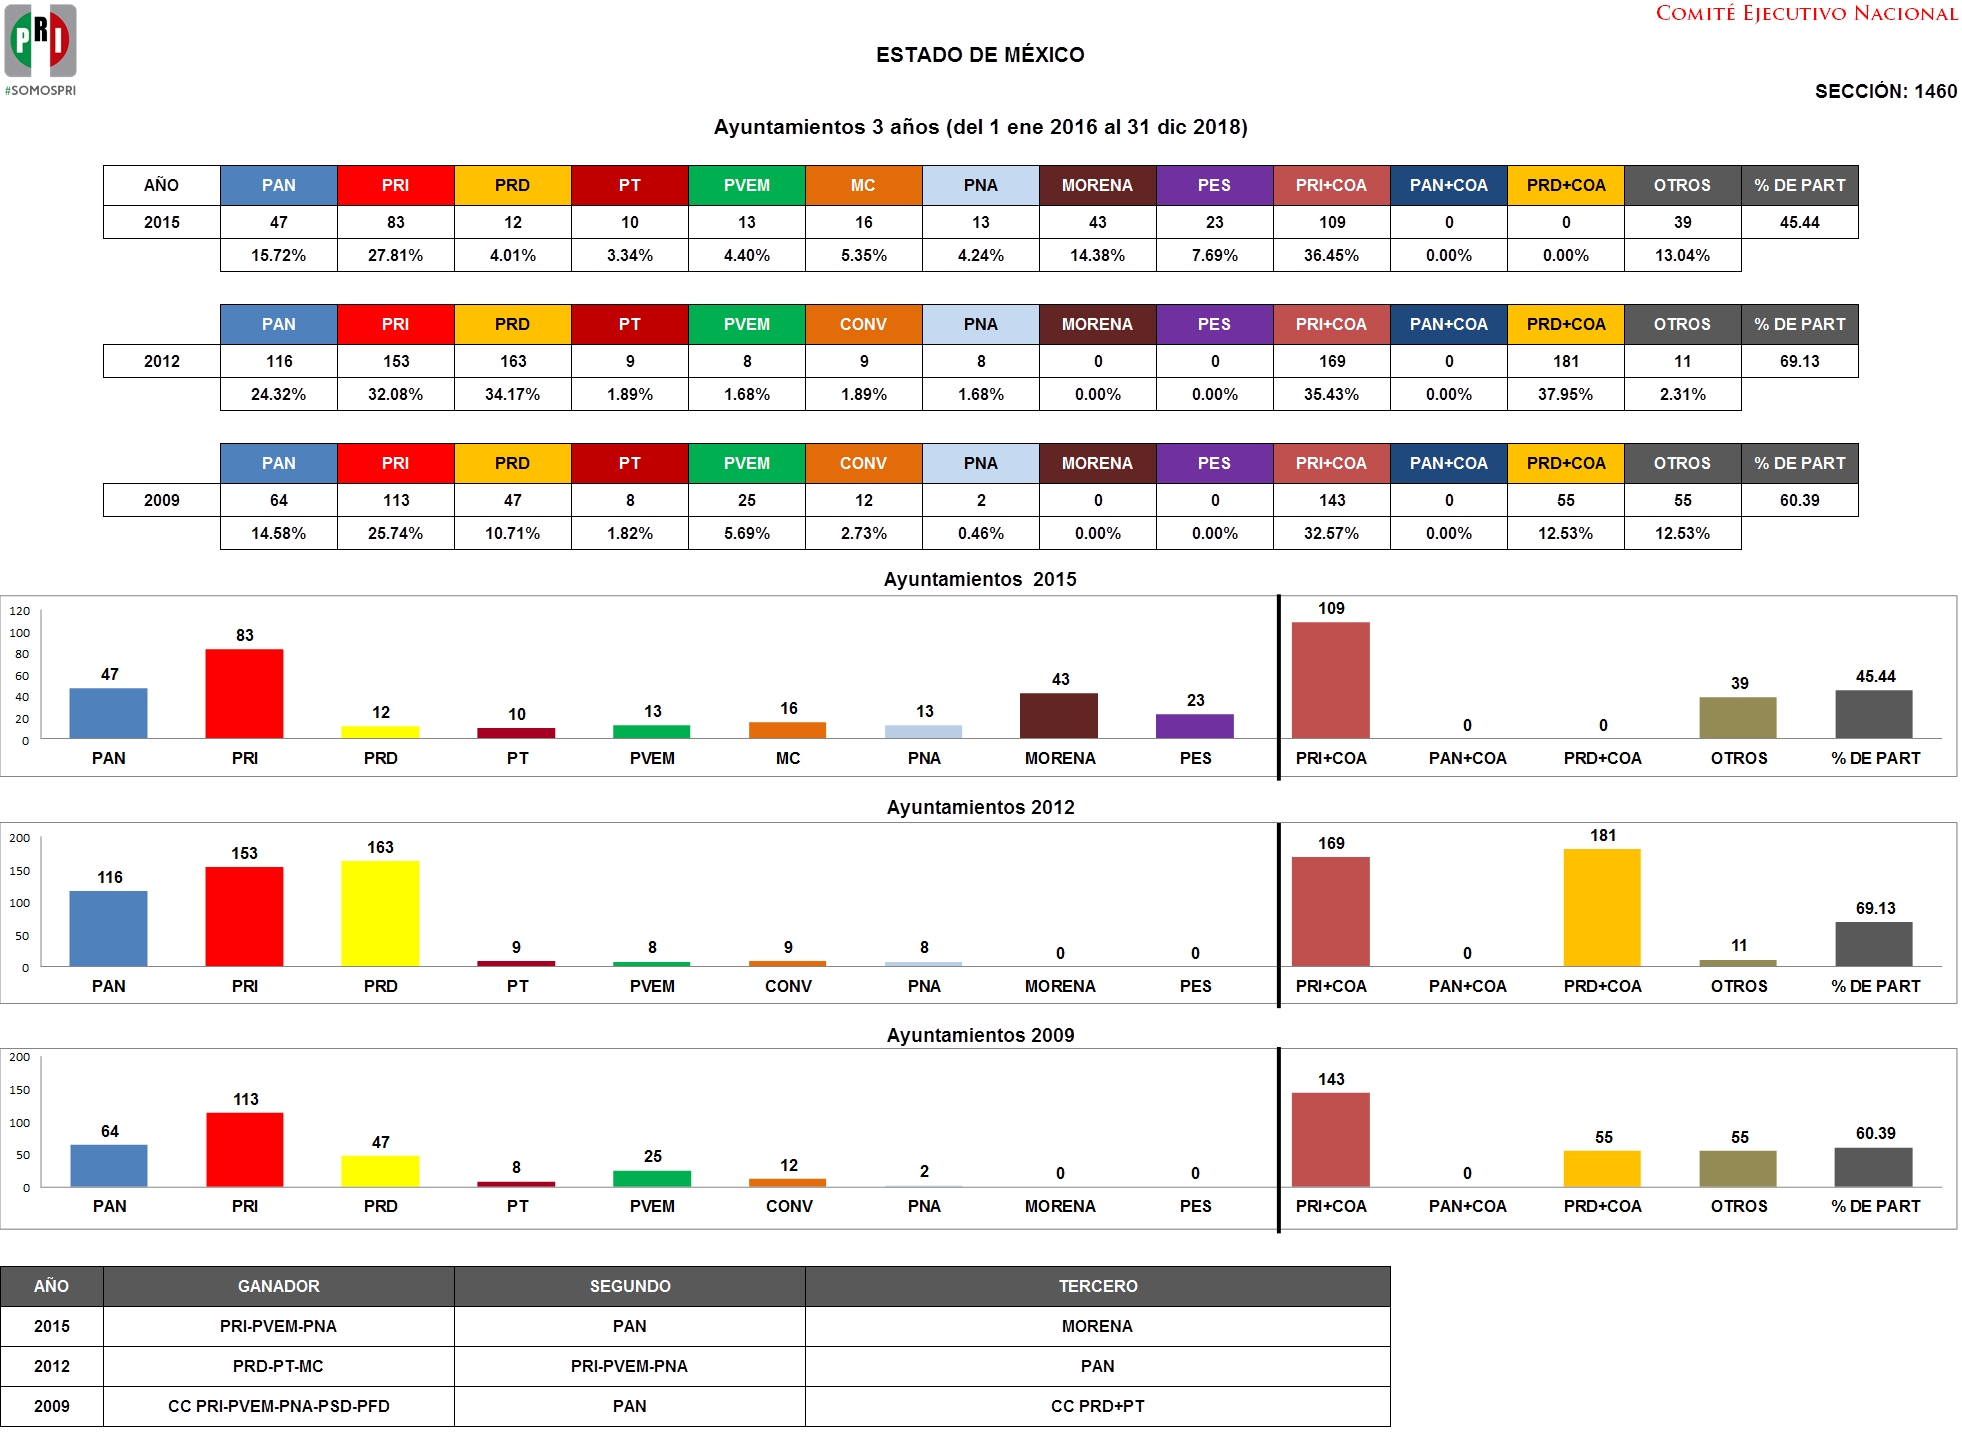 PRI
#SOMOSPRI
COMITÉ EJECUTIVO NACIONAL
ESTADO DE MÉXICO
SECCIÓN: 1460
Ayuntamientos 3 años (del 1 ene 2016 al 31 dic 2018)
AÑO PAN PRI PRD PT PVEM MC PNA MORENA PES PRI+COA PAN+COA PRD+COA OTROS % DE PART
2015 47 83 12 10 13 16 13 43 23 109 0 0 39 45.44
15.72% 27.81% 4.01% 3.34% 4.40% 5.35% 4.24% 14.38% 7.69% 36.45% 0.00% 0.00% 13.04%
PAN PRI PRD PT PVEM CONV PNA MORENA PES PRI+COA PAN+COA PRD+COA OTROS % DE PART
2012 116 153 163 9 8 9 8 0 0 169 0 181 11 69.13
24.32% 32.08% 34.17% 1.89% 1.68% 1.89% 1.68% 0.00% 0.00% 35.43% 0.00% 37.95% 2.31%
PAN PRI PRD PT PVEM CONV PNA MORENA PES PRI+COA PAN+COA PRD+COA OTROS % DE PART
2009 64 113 47 8 25 12 2 0 0 143 0 55 55 60.39
14.58% 25.74% 10.71% 1.82% 5.69% 2.73% 0.46% 0.00% 0.00% 32.57% 0.00% 12.53% 12.53%
Ayuntamientos 2015
120
100
80
60
40
20
0
47 83 12 10 13 16 13 43 23 109 0 0 39 45.44
PAN PRI PRD PT PVEM MC PNA MORENA PES PRI+COA PAN+COA PRD+COA OTROS % DE PART
Ayuntamientos 2012
200
150
100
50
0
116 153 163 9 8 9 8 0 0 169 0 181 11 69.13
PAN PRI PRD PT PVEM CONV PNA MORENA PES PRI+COA PAN+COA PRD+COA OTROS % DE PART
Ayuntamientos 2009
200
150
100
50
0
64 113 47 8 25 12 2 0 0 143 0 55 55 60.39
PAN PRI PRD PT PVEM CONV PNA MORENA PES PRI+COA PAN+COA PRD+COA OTROS % DE PART
AÑO GANADOR SEGUNDO TERCERO
2015 PRI-PVEM-PNA PAN MORENA
2012 PRD-PT-MC PRI-PVEM-PNA PAN
2009 CC PRI-PVEM-PNA-PSD-PFD PAN CC PRD+PT